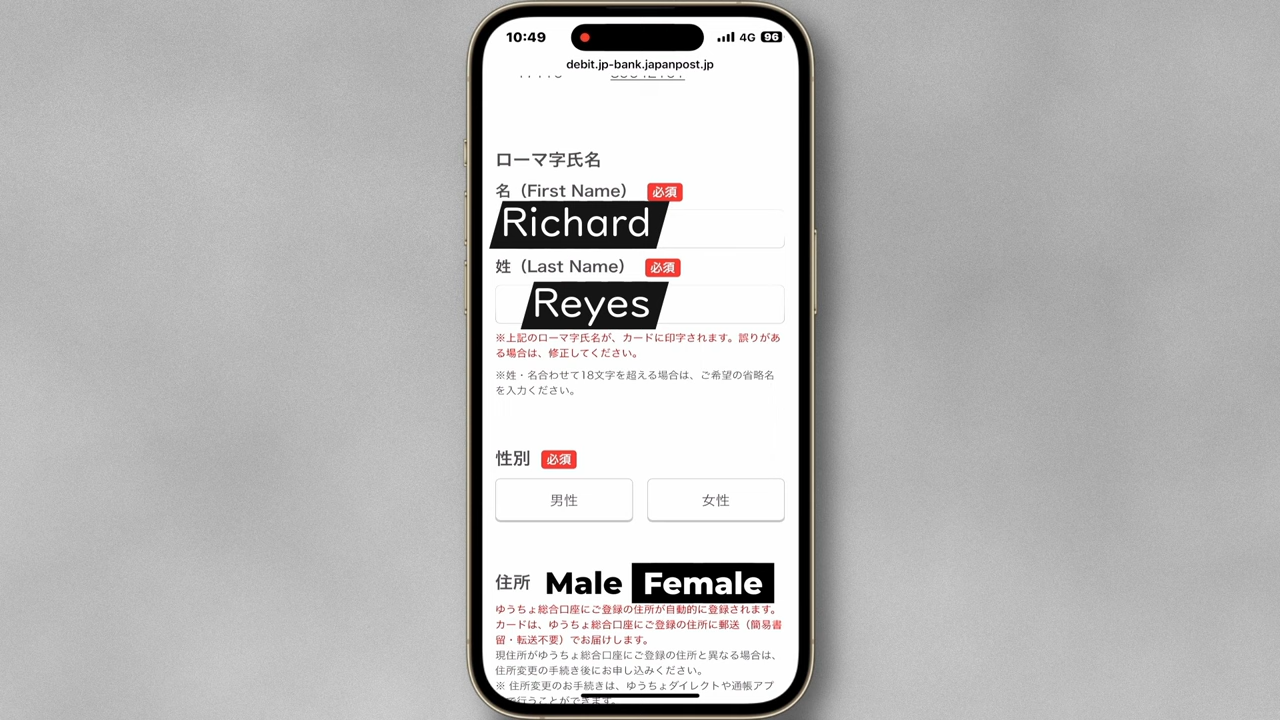 10:49
4G 96
debit.jp-bank.japanpost.jp
ローマ字氏名
名（First Name） 必須
Richard
姓（Last Name） 必須
Reyes
※上記のローマ字氏名が、カードに印字されます。誤りがあ
る場合は、修正してください。
※姓・名合わせて18文字を超える場合は、ご希望の省略名
を入力ください。
性別 必須
男性 女性
住所 Male Female
ゆうちょ総合口座にご登録の住所が自動的に登録されます。
カードは、ゆうちょ総合口座にご登録の住所に郵送（簡易書
留・転送不要）でお届けします。
現住所がゆうちょ総合口座にご登録の住所と異なる場合は、
住所変更の手続き後にお申し込みください。
※ 住所変更のお手続きは、ゆうちょダイレクトや通帳アプ
で行うことができます。